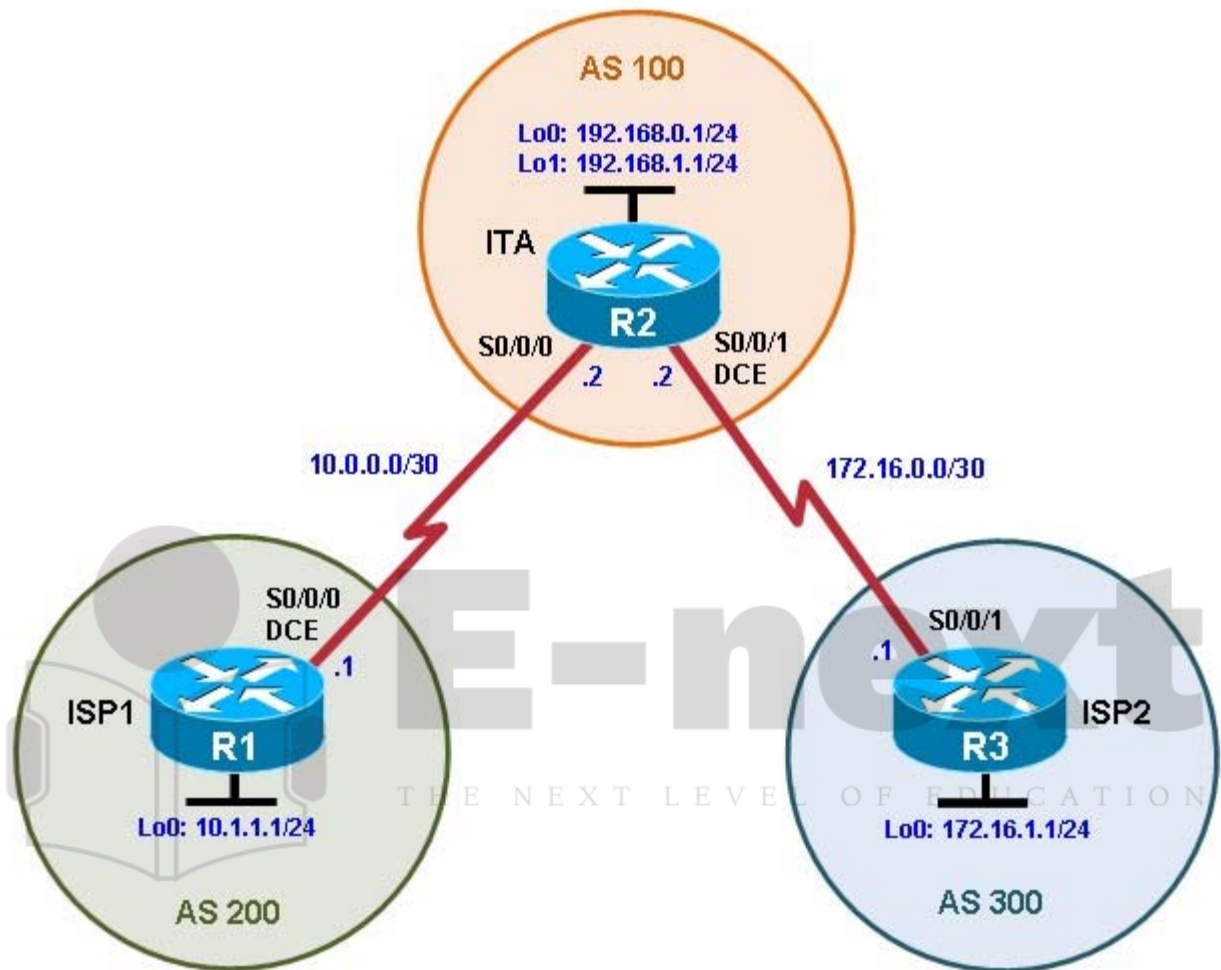 AS 100
Lo0: 192.168.0.1/24
Lo1: 192.168.1.1/24
ITA
R2
S0/0/0
S0/0/1
DCE
.2
.2
10.0.0.0/30
172.16.0.0/30
S0/0/0
DCE
.1
ISP1
R1
Lo0: 10.1.1.1/24
AS 200
S0/0/1
.1
ISP2
R3
Lo0: 172.16.1.1/24
AS 300
E-next
THE NEXT LEVEL OF EDUCATION